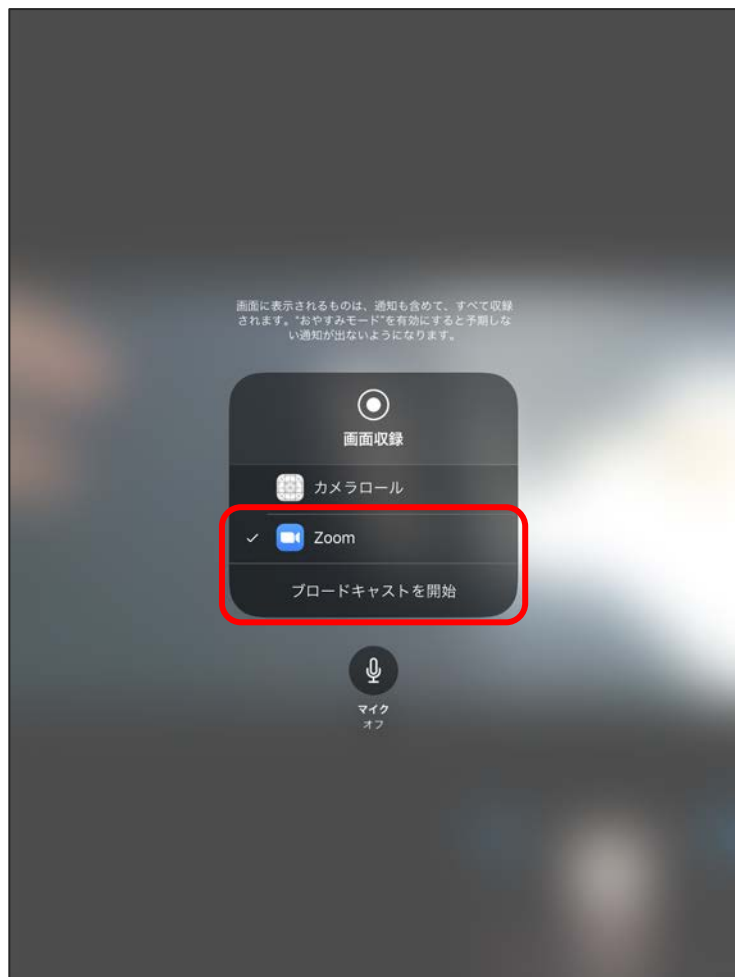 画面に表示されるものは、通知も含めて、すべて収録
されます。"おやすみモード"を有効にすると予期しな
い通知が出ないようになります。
画面収録
カメラロール
Zoom
ブロードキャストを開始
マイク
オフ